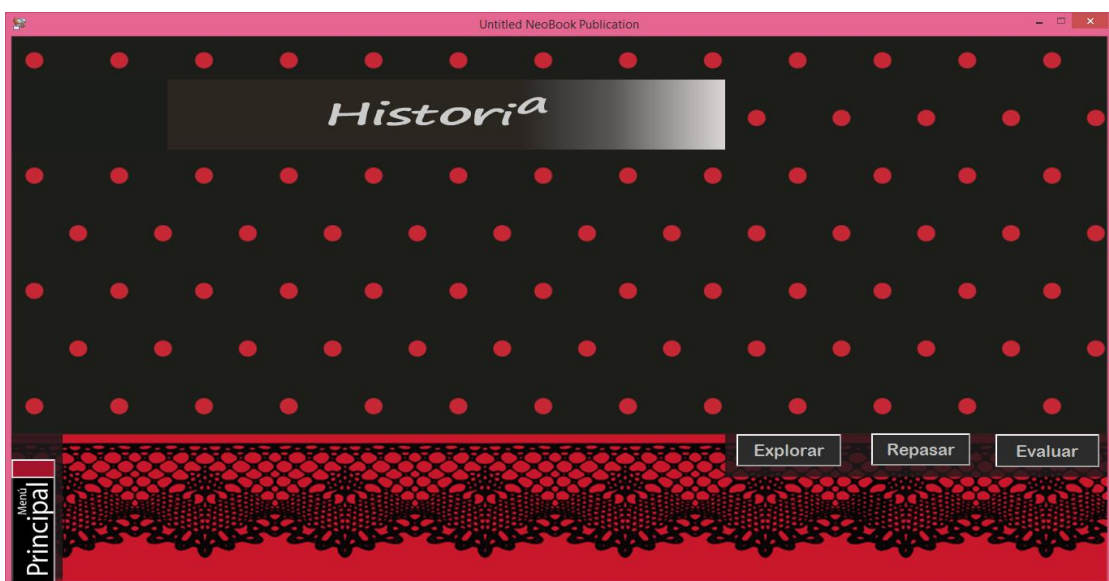 Untitled NeoBook Publication
Historia
Explorar
Repasar
Evaluar
Menú
Principal